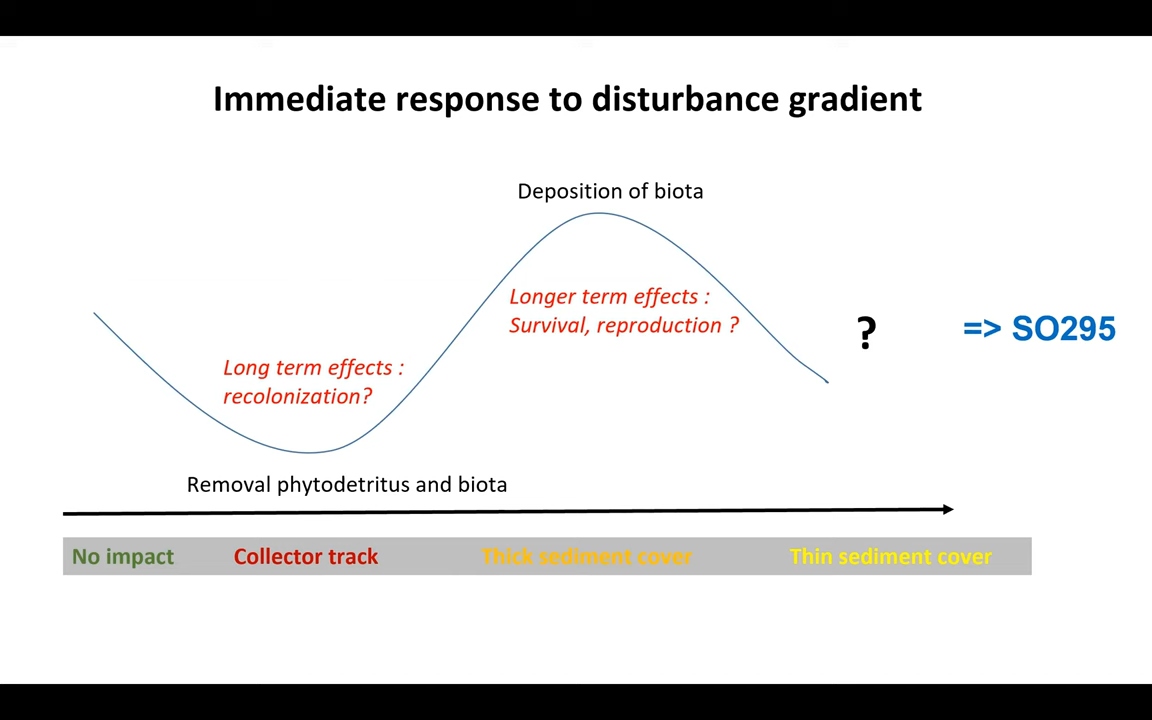 Immediate response to disturbance gradient
Deposition of biota
Longer term effects :
Survival, reproduction ?
?
=> SO295
Long term effects :
recolonization?
Removal phytodetritus and biota
No impact
Collector track
Thick sediment cover
Thin sediment cover